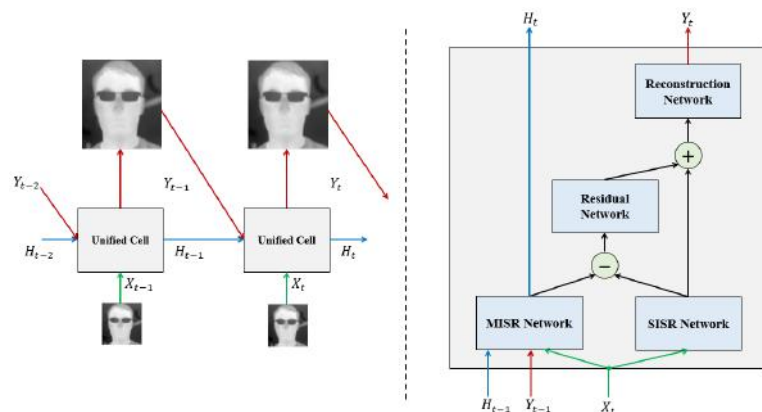 Y_{t-2}
Y_{t-1}
Y_t
Unified Cell
Unified Cell
H_{t-2}
H_{t-1}
H_t
X_{t-1}
X_t
H_t
Y_t
Reconstruction
Network
+
Residual
Network
−
MISR Network
SISR Network
H_{t-1}
Y_{t-1}
X_t